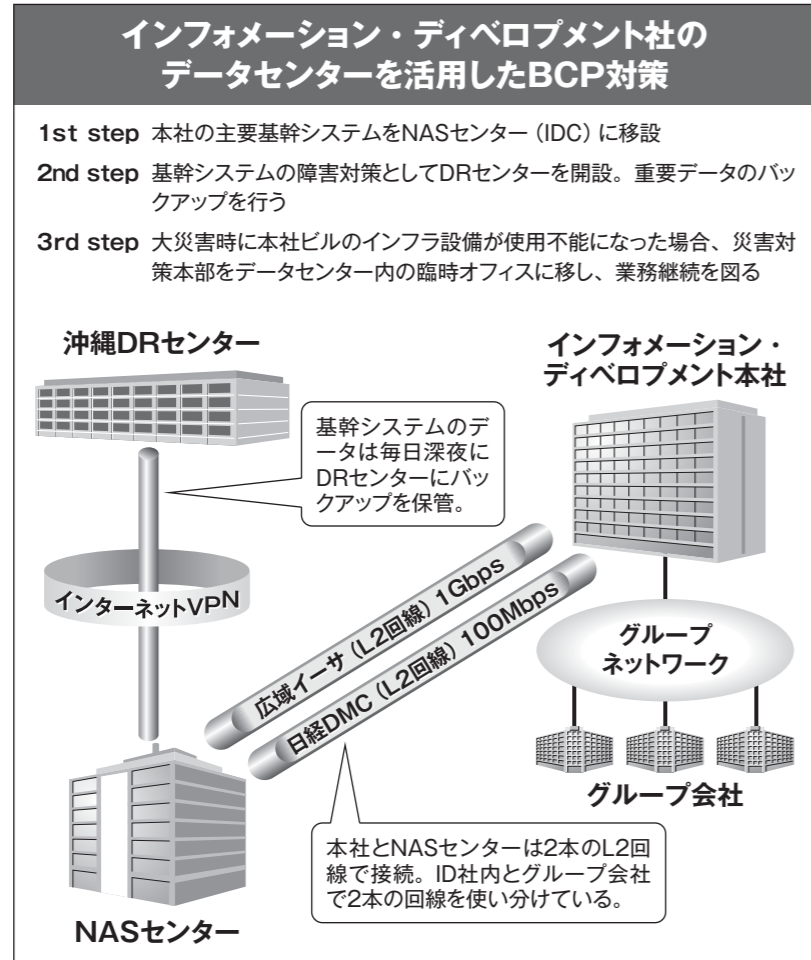 インフォメーション・ディベロプメント社の
データセンターを活用したBCP対策
1st step 本社の主要基幹システムをNASセンター（IDC）に移設
2nd step 基幹システムの障害対策としてDRセンターを開設。重要データのバッ
クアップを行う
3rd step 大災害時に本社ビルのインフラ設備が使用不能になった場合、災害対
策本部をデータセンター内の臨時オフィスに移し、業務継続を図る
沖縄DRセンター
インフォメーション・
ディベロプメント本社
基幹システムのデ
ータは毎日深夜に
DRセンターにバッ
クアップを保管。
インターネットVPN
広域イーサ（L2回線）1Gbps
日経DMC（L2回線）100Mbps
グループ
ネットワーク
グループ会社
本社とNASセンターは2本のL2回
線で接続。ID社内とグループ会社
で2本の回線を使い分けている。
NASセンター